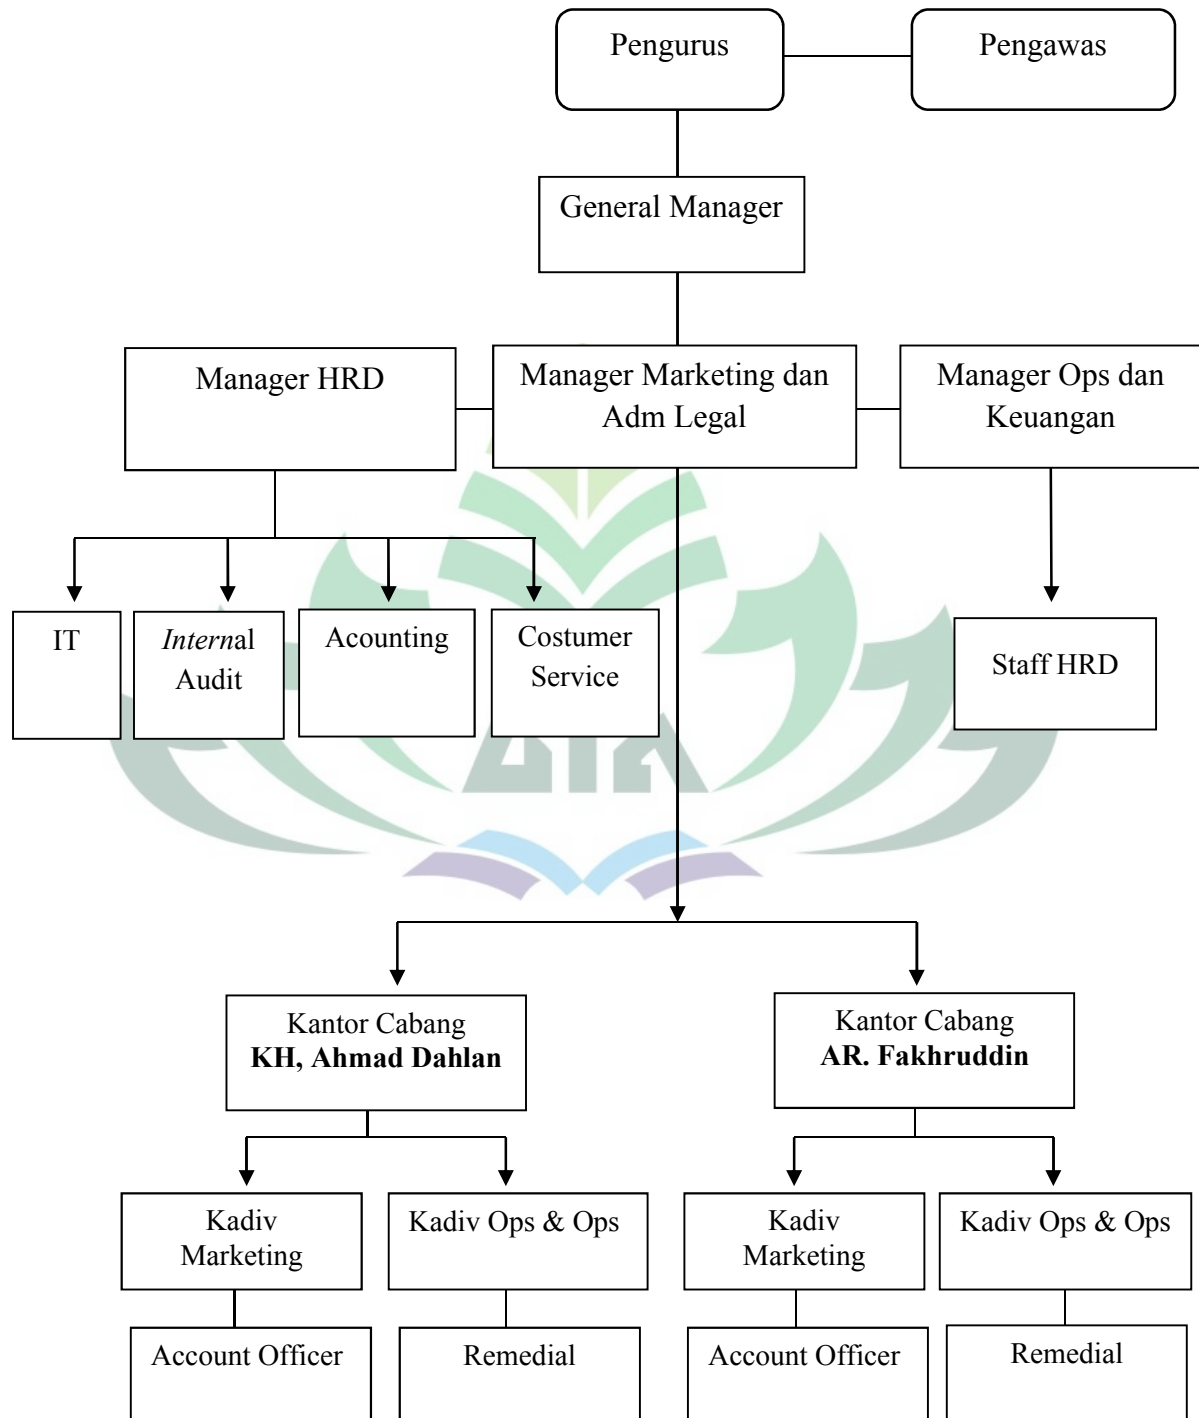 Pengurus
Pengawas
General Manager
Manager HRD
Manager Marketing dan
Adm Legal
Manager Ops dan
Keuangan
IT
Internal
Audit
Acounting
Costumer
Service
Staff HRD
Kantor Cabang
KH, Ahmad Dahlan
Kantor Cabang
AR. Fakhruddin
Kadiv
Marketing
Kadiv Ops & Ops
Kadiv
Marketing
Kadiv Ops & Ops
Account Officer
Remedial
Account Officer
Remedial